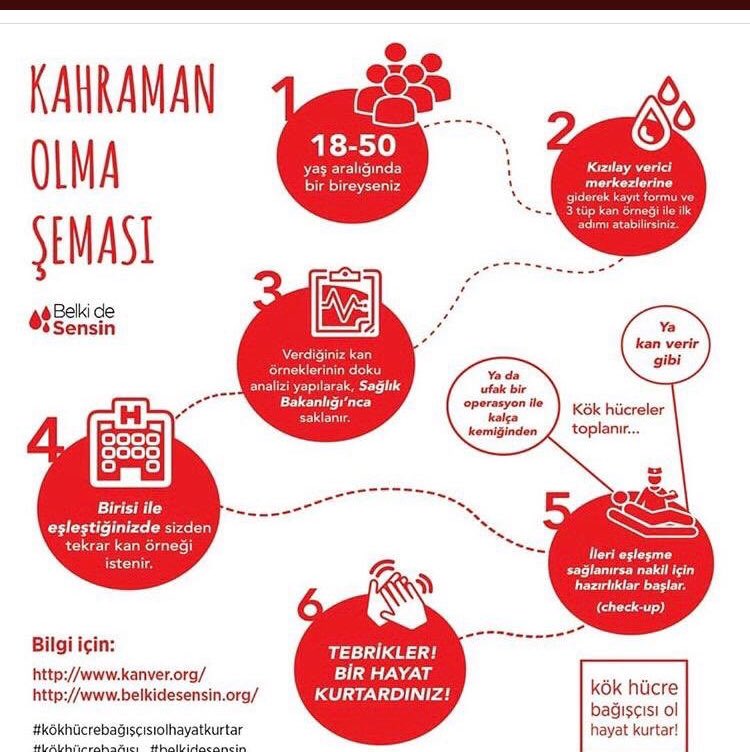 KAHRAMAN
OLMA
ŞEMASI
Belki de
Sensin
1
18-50
yaş aralığında
bir bireyseniz
2
Kızılay verici
merkezlerine
giderek kayıt formu ve
3 tüp kan örneği ile ilk
adımı atabilirsiniz.
3
Verdiğiniz kan
örneklerinin doku
analizi yapılarak, Sağlık
Bakanlığı'nca
saklanır.
4
H
Birisi ile
eşleştiğinizde sizden
tekrar kan örneği
istenir.
Ya da
ufak bir
operasyon ile
kalça
kemiğinden
Ya
kan verir
gibi
Kök hücreler
toplanır...
5
İleri eşleşme
sağlanırsa nakil için
hazırlıklar başlar.
(check-up)
6
TEBRİKLER!
BİR HAYAT
KURTARDINIZ!
Bilgi için:
http://www.kanver.org/
http://www.belkidesensin.org/
#kökhücrebağışçısıolhayatkurtar
#kökhücrebağışı #belkidesensin
kök hücre
bağışçısı ol
hayat kurtar!